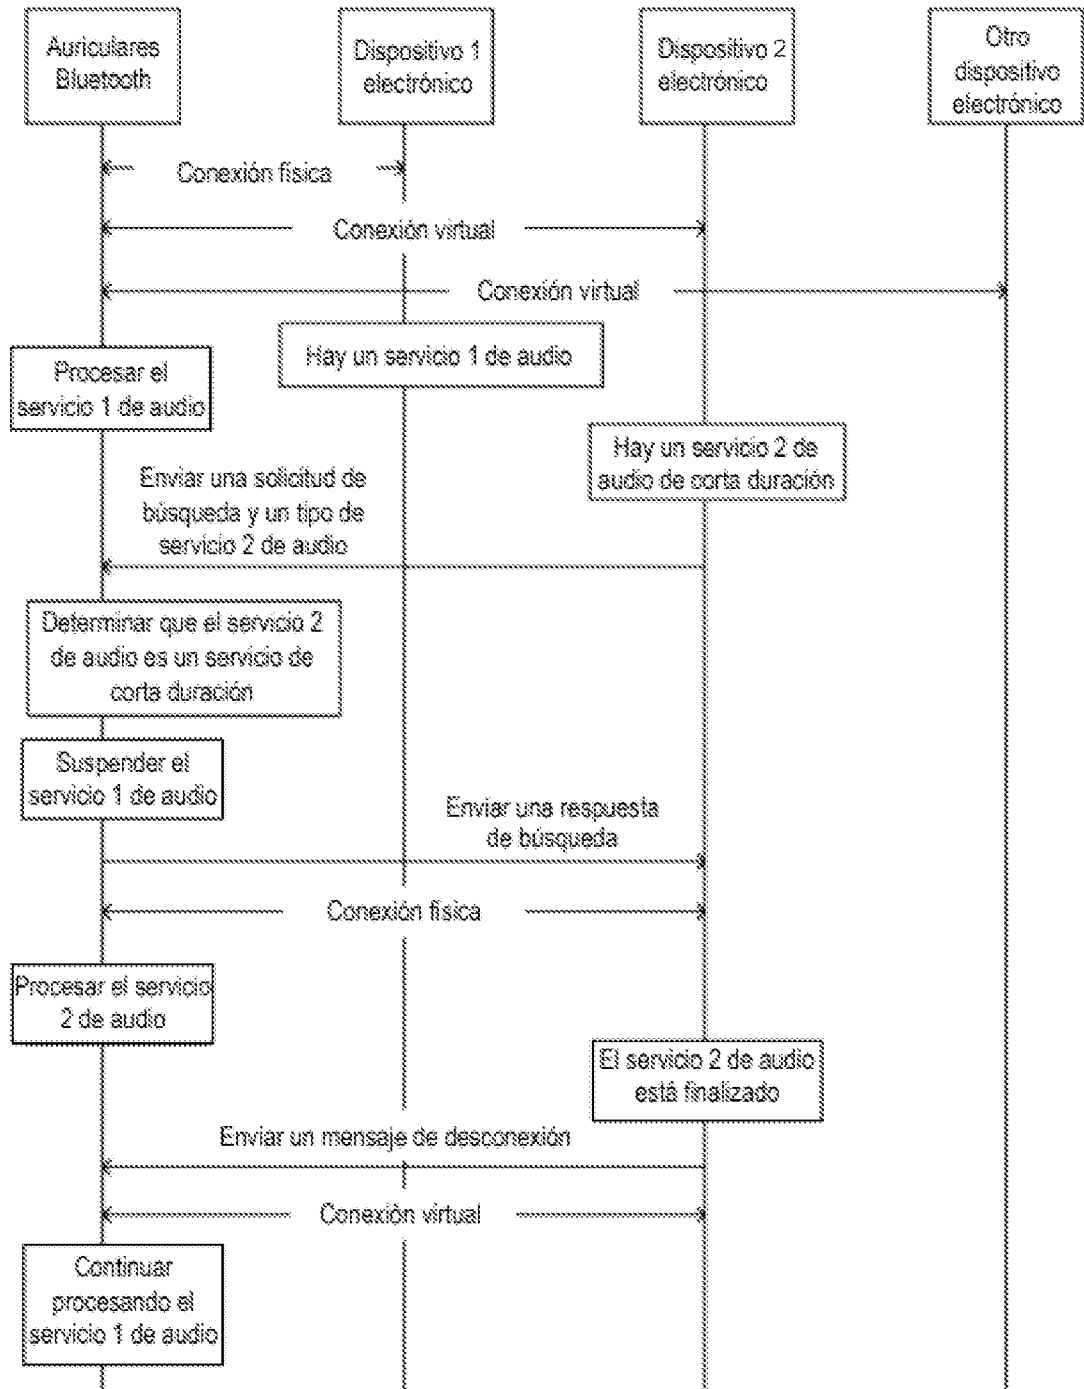 Auriculares
Bluetooth
Dispositivo 1
electrónico
Dispositivo 2
electrónico
Otro
dispositivo
electrónico
Conexión física
Conexión virtual
Conexión virtual
Hay un servicio 1 de audio
Procesar el
servicio 1 de audio
Hay un servicio 2 de
audio de corta duración
Enviar una solicitud de
búsqueda y un tipo de
servicio 2 de audio
Determinar que el servicio 2
de audio es un servicio de
corta duración
Suspender el
servicio 1 de audio
Enviar una respuesta
de búsqueda
Conexión física
Procesar el servicio
2 de audio
El servicio 2 de audio
está finalizado
Enviar un mensaje de desconexión
Conexión virtual
Continuar
procesando el
servicio 1 de audio